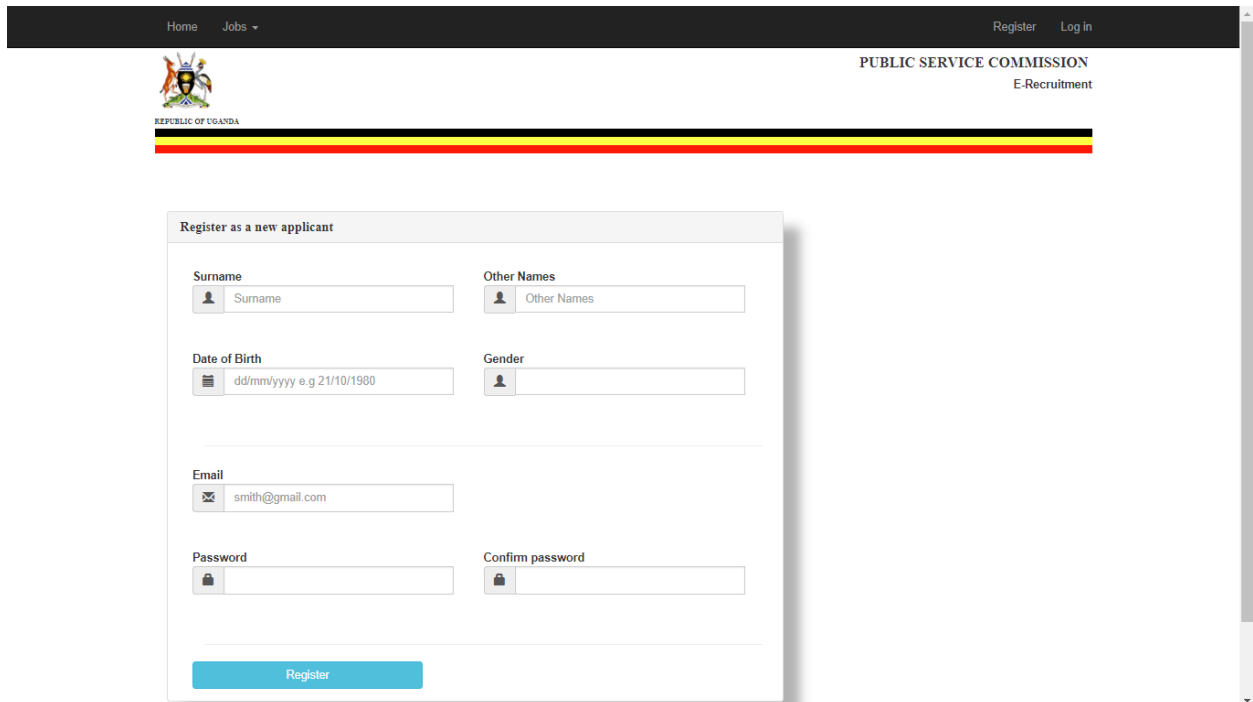 Home Jobs Register Log in
PUBLIC SERVICE COMMISSION
E-Recruitment
REPUBLIC OF UGANDA
Register as a new applicant
Surname Other Names
Surname Other Names
Date of Birth Gender
dd/mm/yyyy e.g 21/10/1980
Email
smith@gmail.com
Password Confirm password
Register